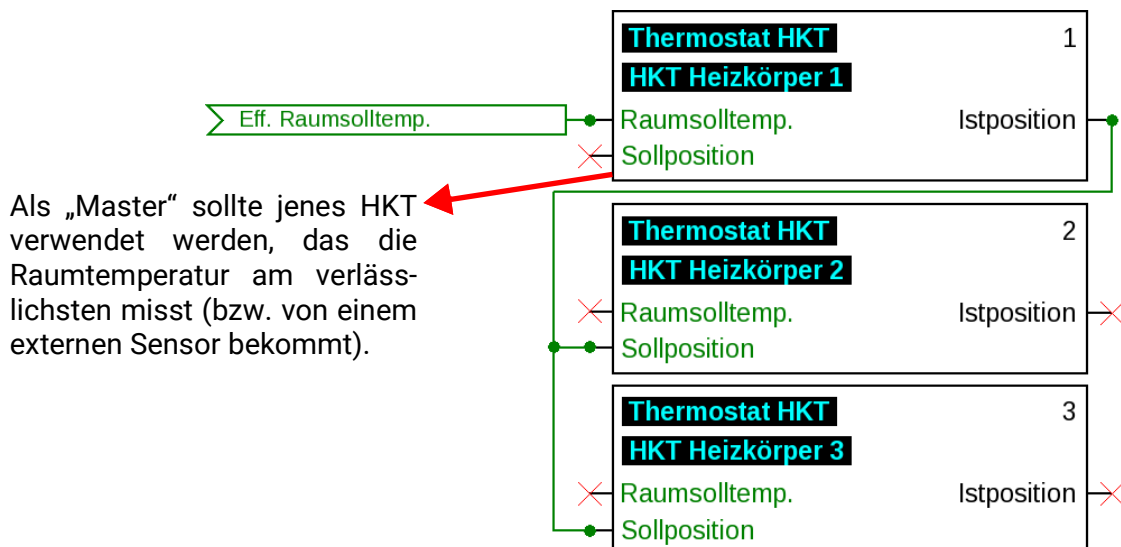 Thermostat HKT 1
HKT Heizkörper 1
Eff. Raumsolltemp.
Raumsolltemp. Istposition
Sollposition
Als „Master“ sollte jenes HKT
verwendet werden, das die
Raumtemperatur am verläss-
lichsten misst (bzw. von einem
externen Sensor bekommt).
Thermostat HKT 2
HKT Heizkörper 2
Raumsolltemp. Istposition
Sollposition
Thermostat HKT 3
HKT Heizkörper 3
Raumsolltemp. Istposition
Sollposition